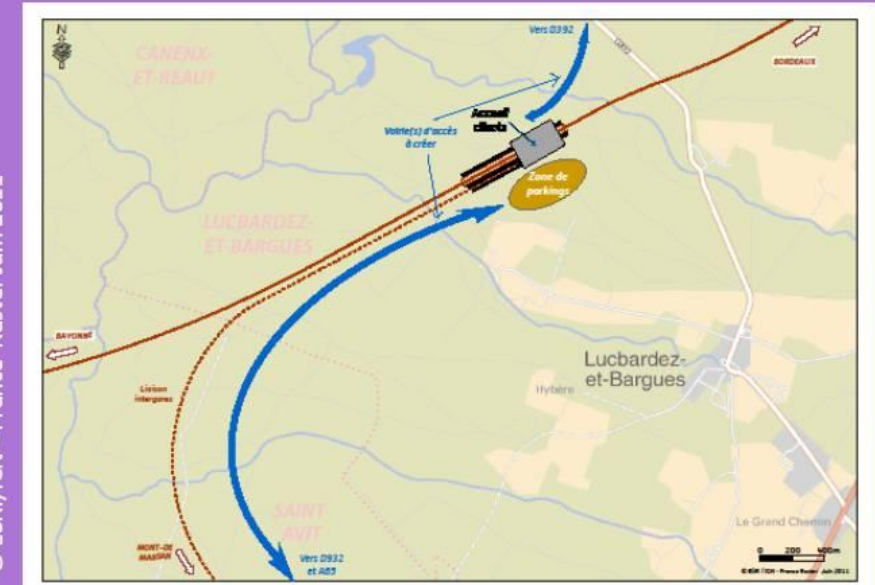 N
CANENX-
ET-RÉAUT
Vers D392
BORDEAUX
Accueil
clients
Voirie(s) d'accès
à créer
Zone de
parkings
LUCBARDEZ-
ET-BARGUES
BAYONNE
Liaison
intergares
Lucbardez-
et-Bargues
Hybère
SAINT
AVIT
Le Grand Chemin
MONT-DE
MARSAN
Vers D932
et A65
0 200 400m